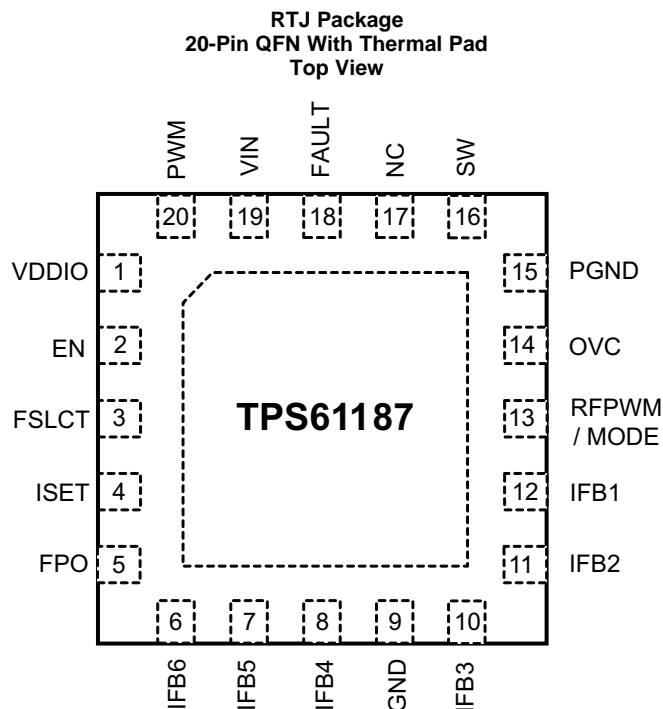 RTJ Package
20-Pin QFN With Thermal Pad
Top View
PWM
VIN
FAULT
NC
SW
20
19
18
17
16
VDDIO 1
15 PGND
EN 2
14 OVC
FSLCT 3
TPS61187
13 RFPWM
/ MODE
ISET 4
12 IFB1
FPO 5
11 IFB2
6
7
8
9
10
IFB6
IFB5
IFB4
GND
IFB3